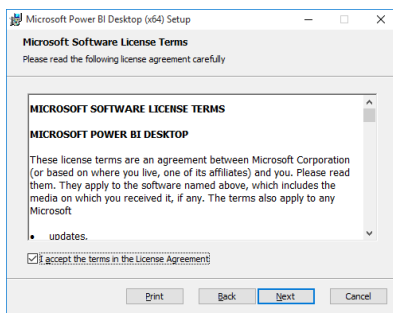 Microsoft Power BI Desktop (x64) Setup
Microsoft Software License Terms
Please read the following license agreement carefully
MICROSOFT SOFTWARE LICENSE TERMS
MICROSOFT POWER BI DESKTOP
These license terms are an agreement between Microsoft Corporation
(or based on where you live, one of its affiliates) and you. Please read
them. They apply to the software named above, which includes the
media on which you received it, if any. The terms also apply to any
Microsoft
• updates,
I accept the terms in the License Agreement
Print Back Next Cancel